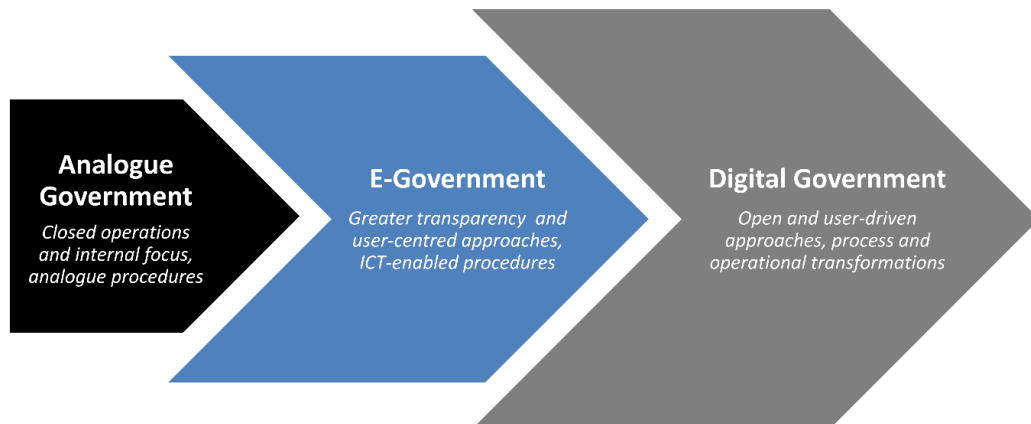 Analogue
Government
Closed operations
and internal focus,
analogue procedures
E-Government
Greater transparency and
user-centred approaches,
ICT-enabled procedures
Digital Government
Open and user-driven
approaches, process and
operational transformations